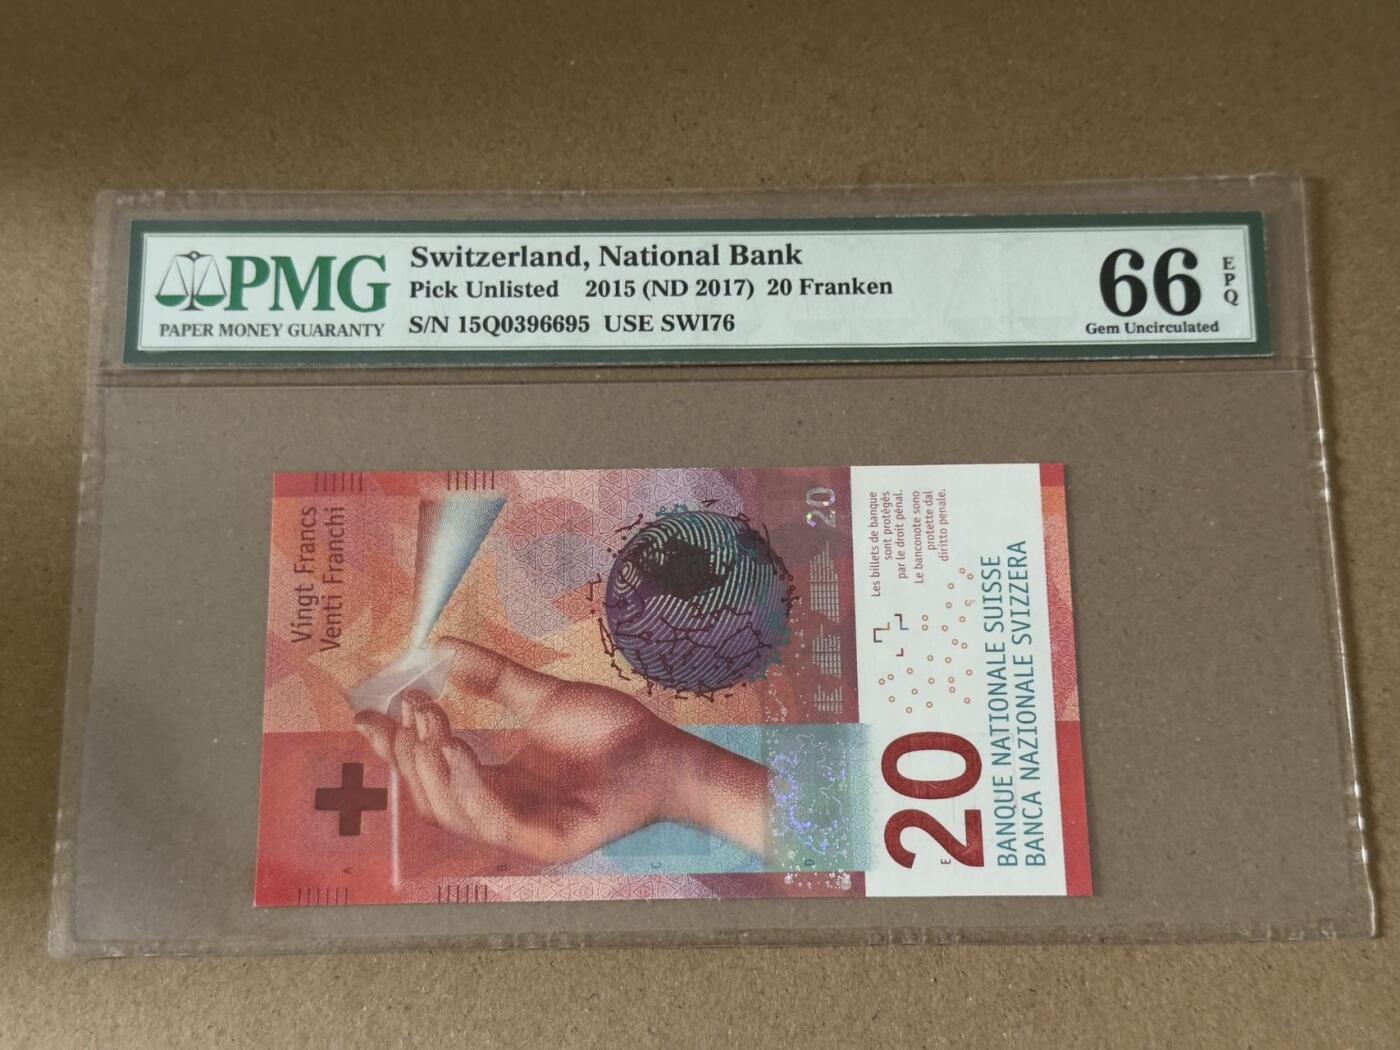 PMG
PAPER MONEY GUARANTY
Switzerland, National Bank
Pick Unlisted 2015 (ND 2017) 20 Franken
S/N 15Q0396695 USE SWI76
66
EPQ
Gem Uncirculated
Vingt Francs
Venti Franchi
20
Les billets de banque
sont protégés
par le droit pénal.
Le banconote sono
protette dal
diritto penale.
20
BANQUE NATIONALE SUISSE
BANCA NAZIONALE SVIZZERA
A
B
C
D
E